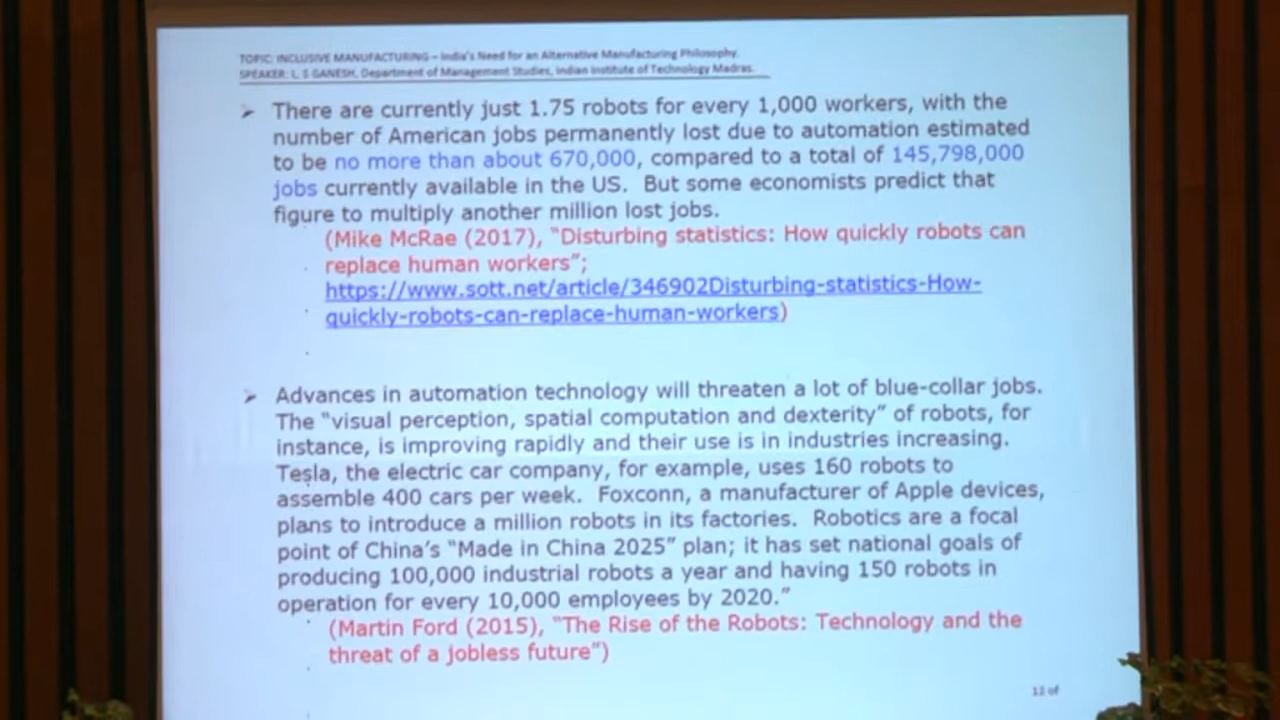 TOPIC: INCLUSIVE MANUFACTURING – India's Need for an Alternative Manufacturing Philosophy.
SPEAKER: L S GANESH, Department of Management Studies, Indian Institute of Technology Madras.
➢ There are currently just 1.75 robots for every 1,000 workers, with the
number of American jobs permanently lost due to automation estimated
to be no more than about 670,000, compared to a total of 145,798,000
jobs currently available in the US. But some economists predict that
figure to multiply another million lost jobs.
(Mike McRae (2017), "Disturbing statistics: How quickly robots can
replace human workers";
https://www.sott.net/article/346902Disturbing-statistics-How-
quickly-robots-can-replace-human-workers)
➢ Advances in automation technology will threaten a lot of blue-collar jobs.
The "visual perception, spatial computation and dexterity" of robots, for
instance, is improving rapidly and their use is in industries increasing.
Tesla, the electric car company, for example, uses 160 robots to
assemble 400 cars per week. Foxconn, a manufacturer of Apple devices,
plans to introduce a million robots in its factories. Robotics are a focal
point of China's "Made in China 2025" plan; it has set national goals of
producing 100,000 industrial robots a year and having 150 robots in
operation for every 10,000 employees by 2020."
(Martin Ford (2015), "The Rise of the Robots: Technology and the
threat of a jobless future")
12 of